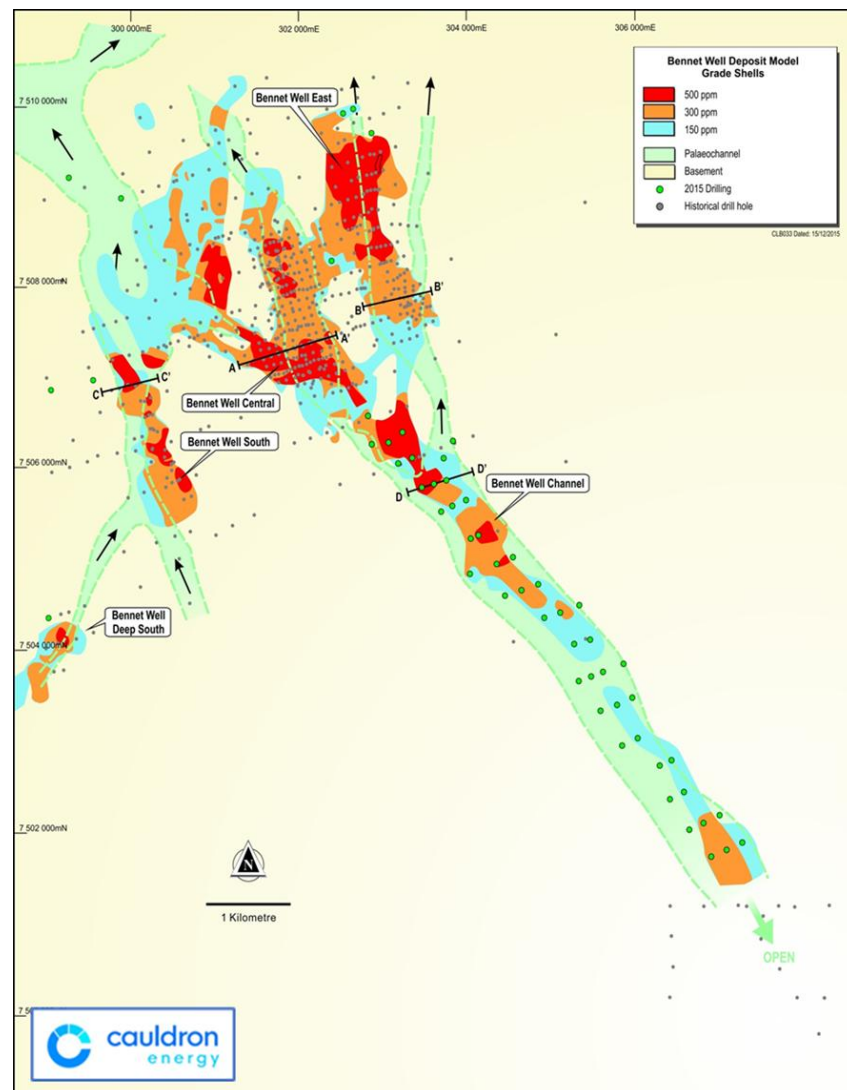 300 000mE
302 000mE
304 000mE
306 000mE
7 510 000mN
7 508 000mN
7 506 000mN
7 504 000mN
7 502 000mN
Bennet Well Deposit Model
Grade Shells
500 ppm
300 ppm
150 ppm
Palaeochannel
Basement
2015 Drilling
Historical drill hole
CLB033 Dated: 15/12/2015
Bennet Well East
B
B'
A
A'
C
C'
Bennet Well Central
Bennet Well South
D
D'
Bennet Well Channel
Bennet Well
Deep South
N
1 Kilometre
OPEN
cauldron
energy